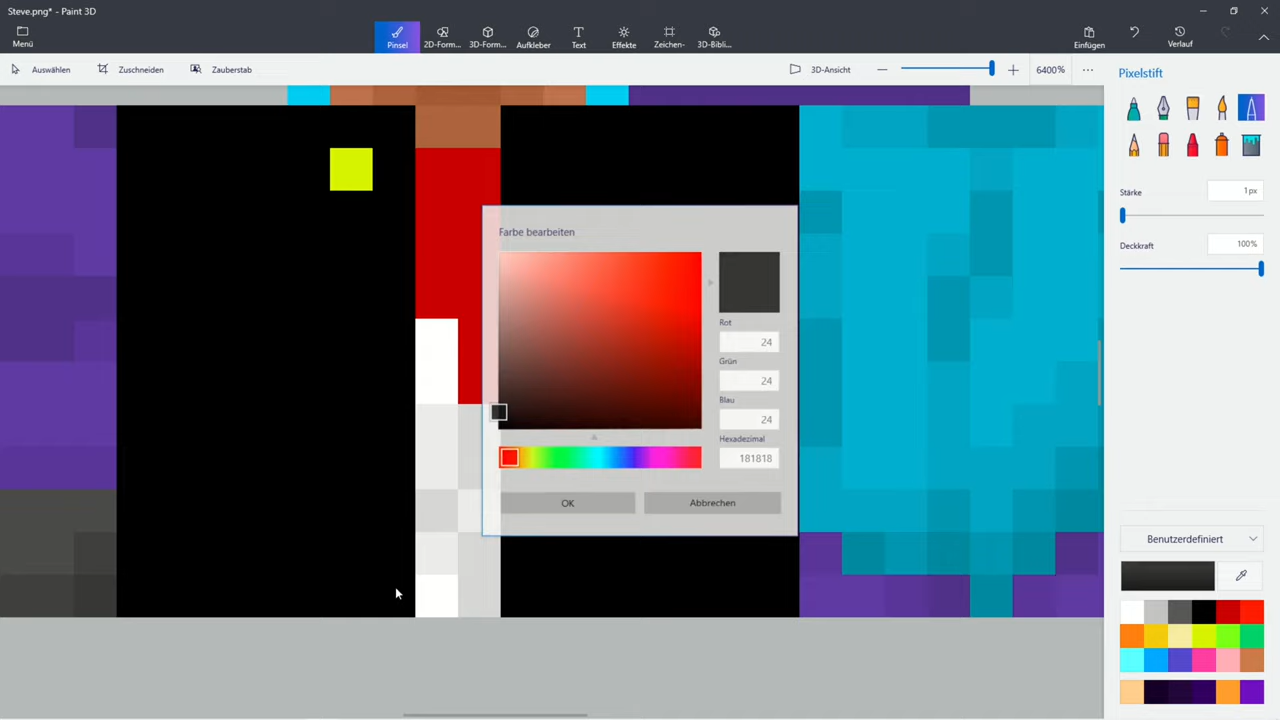 Steve.png* - Paint 3D
Menü
Pinsel
2D-Form...
3D-Form...
Aufkleber
Text
Effekte
Zeichen-
3D-Bibli...
Einfügen
Verlauf
Auswählen
Zuschneiden
Zauberstab
3D-Ansicht
6400%
Pixelstift
Stärke
1px
Deckkraft
100%
Farbe bearbeiten
Rot
24
Grün
24
Blau
24
Hexadezimal
181818
OK
Abbrechen
Benutzerdefiniert